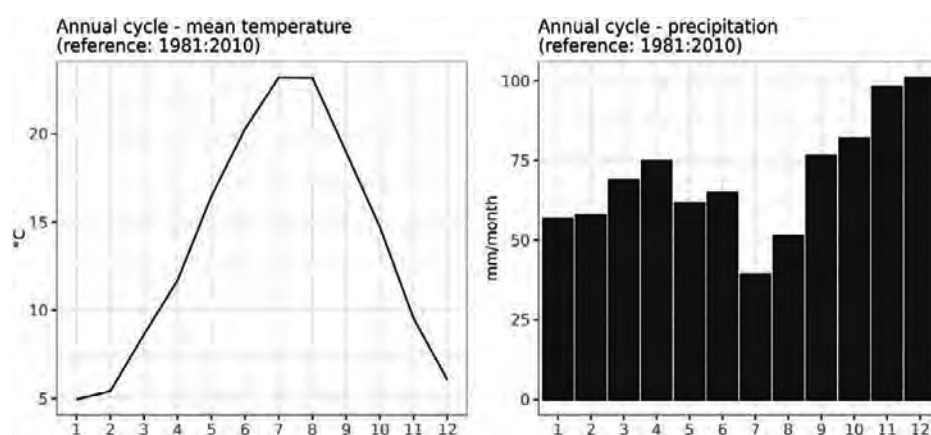 Annual cycle - mean temperature
(reference: 1981:2010)
20
15
10
5
°C
1 2 3 4 5 6 7 8 9 10 11 12
Annual cycle - precipitation
(reference: 1981:2010)
100
75
50
25
0
mm/month
1 2 3 4 5 6 7 8 9 10 11 12